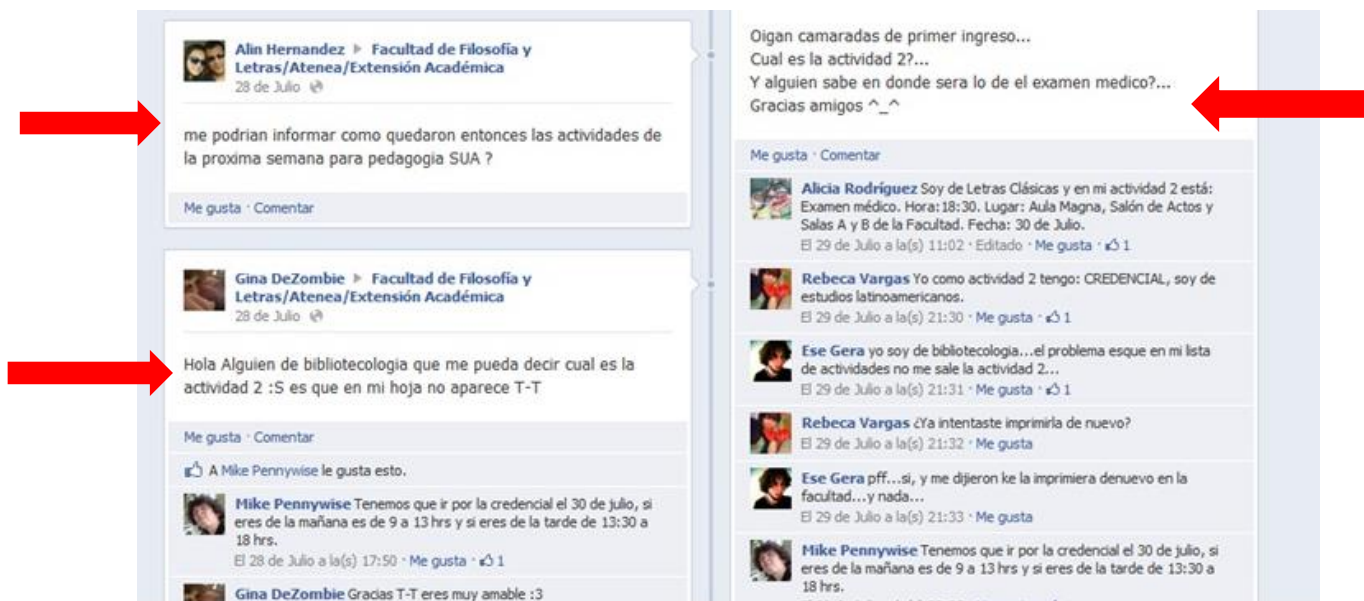 Alin Hernandez ▶ Facultad de Filosofía y
Letras/Atenea/Extensión Académica
28 de Julio
me podrian informar como quedaron entonces las actividades de
la proxima semana para pedagogia SUA ?
Me gusta · Comentar
Gina DeZombie ▶ Facultad de Filosofía y
Letras/Atenea/Extensión Académica
28 de Julio
Hola Alguien de bibliotecologia que me pueda decir cual es la
actividad 2 :S es que en mi hoja no aparece T-T
Me gusta · Comentar
A Mike Pennywise le gusta esto.
Mike Pennywise Tenemos que ir por la credencial el 30 de julio, si
eres de la mañana es de 9 a 13 hrs y si eres de la tarde de 13:30 a
18 hrs.
El 28 de Julio a la(s) 17:50 · Me gusta · 1
Gina DeZombie Gracias T-T eres muy amable :3
Oigan camaradas de primer ingreso...
Cual es la actividad 2?...
Y alguien sabe en donde sera lo de el examen medico?...
Gracias amigos ^_^
Me gusta · Comentar
Alicia Rodríguez Soy de Letras Clásicas y en mi actividad 2 está:
Examen médico. Hora:18:30. Lugar: Aula Magna, Salón de Actos y
Salas A y B de la Facultad. Fecha: 30 de Julio.
El 29 de Julio a la(s) 11:02 · Editado · Me gusta · 1
Rebeca Vargas Yo como actividad 2 tengo: CREDENCIAL, soy de
estudios latinoamericanos.
El 29 de Julio a la(s) 21:30 · Me gusta · 1
Ese Gera yo soy de bibliotecologia...el problema esque en mi lista
de actividades no me sale la actividad 2...
El 29 de Julio a la(s) 21:31 · Me gusta · 1
Rebeca Vargas ¿Ya intentaste imprimirla de nuevo?
El 29 de Julio a la(s) 21:32 · Me gusta
Ese Gera pff...si, y me dijieron ke la imprimiera denuevo en la
facultad...y nada...
El 29 de Julio a la(s) 21:33 · Me gusta
Mike Pennywise Tenemos que ir por la credencial el 30 de julio, si
eres de la mañana es de 9 a 13 hrs y si eres de la tarde de 13:30 a
18 hrs.